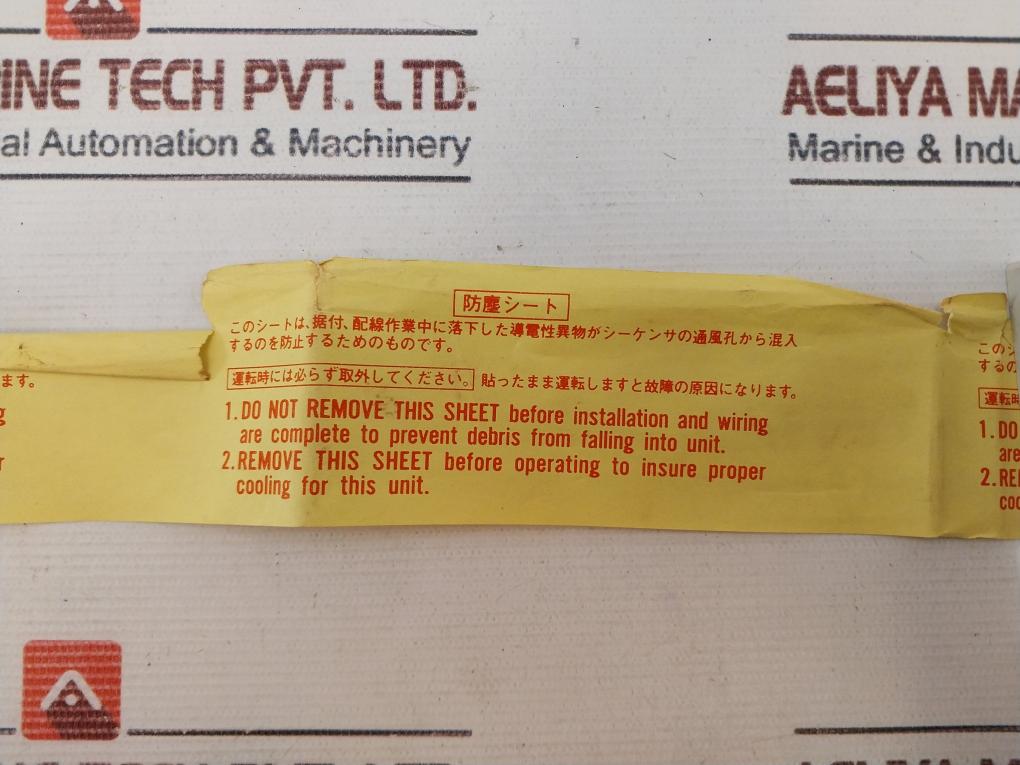 INE TECH PVT. LTD.
al Automation & Machinery
AELIYA MA
Marine & Indu
防塵シート
このシートは、据付、配線作業中に落下した導電性異物がシーケンサの通風孔から混入
するのを防止するためのものです。
運転時には必らず取外してください。貼ったまま運転しますと故障の原因になります。
1.DO NOT REMOVE THIS SHEET before installation and wiring
are complete to prevent debris from falling into unit.
2.REMOVE THIS SHEET before operating to insure proper
cooling for this unit.
ます。
g
r
このシ
するの
運転時
1.DO
are
2.REM
coo